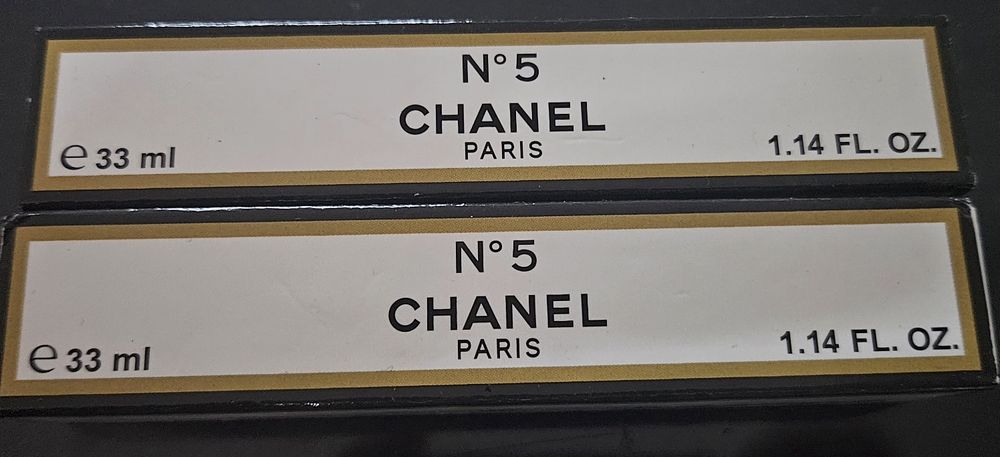 N°5
CHANEL
PARIS
℮ 33 ml
1.14 FL. OZ.
N°5
CHANEL
PARIS
℮ 33 ml
1.14 FL. OZ.